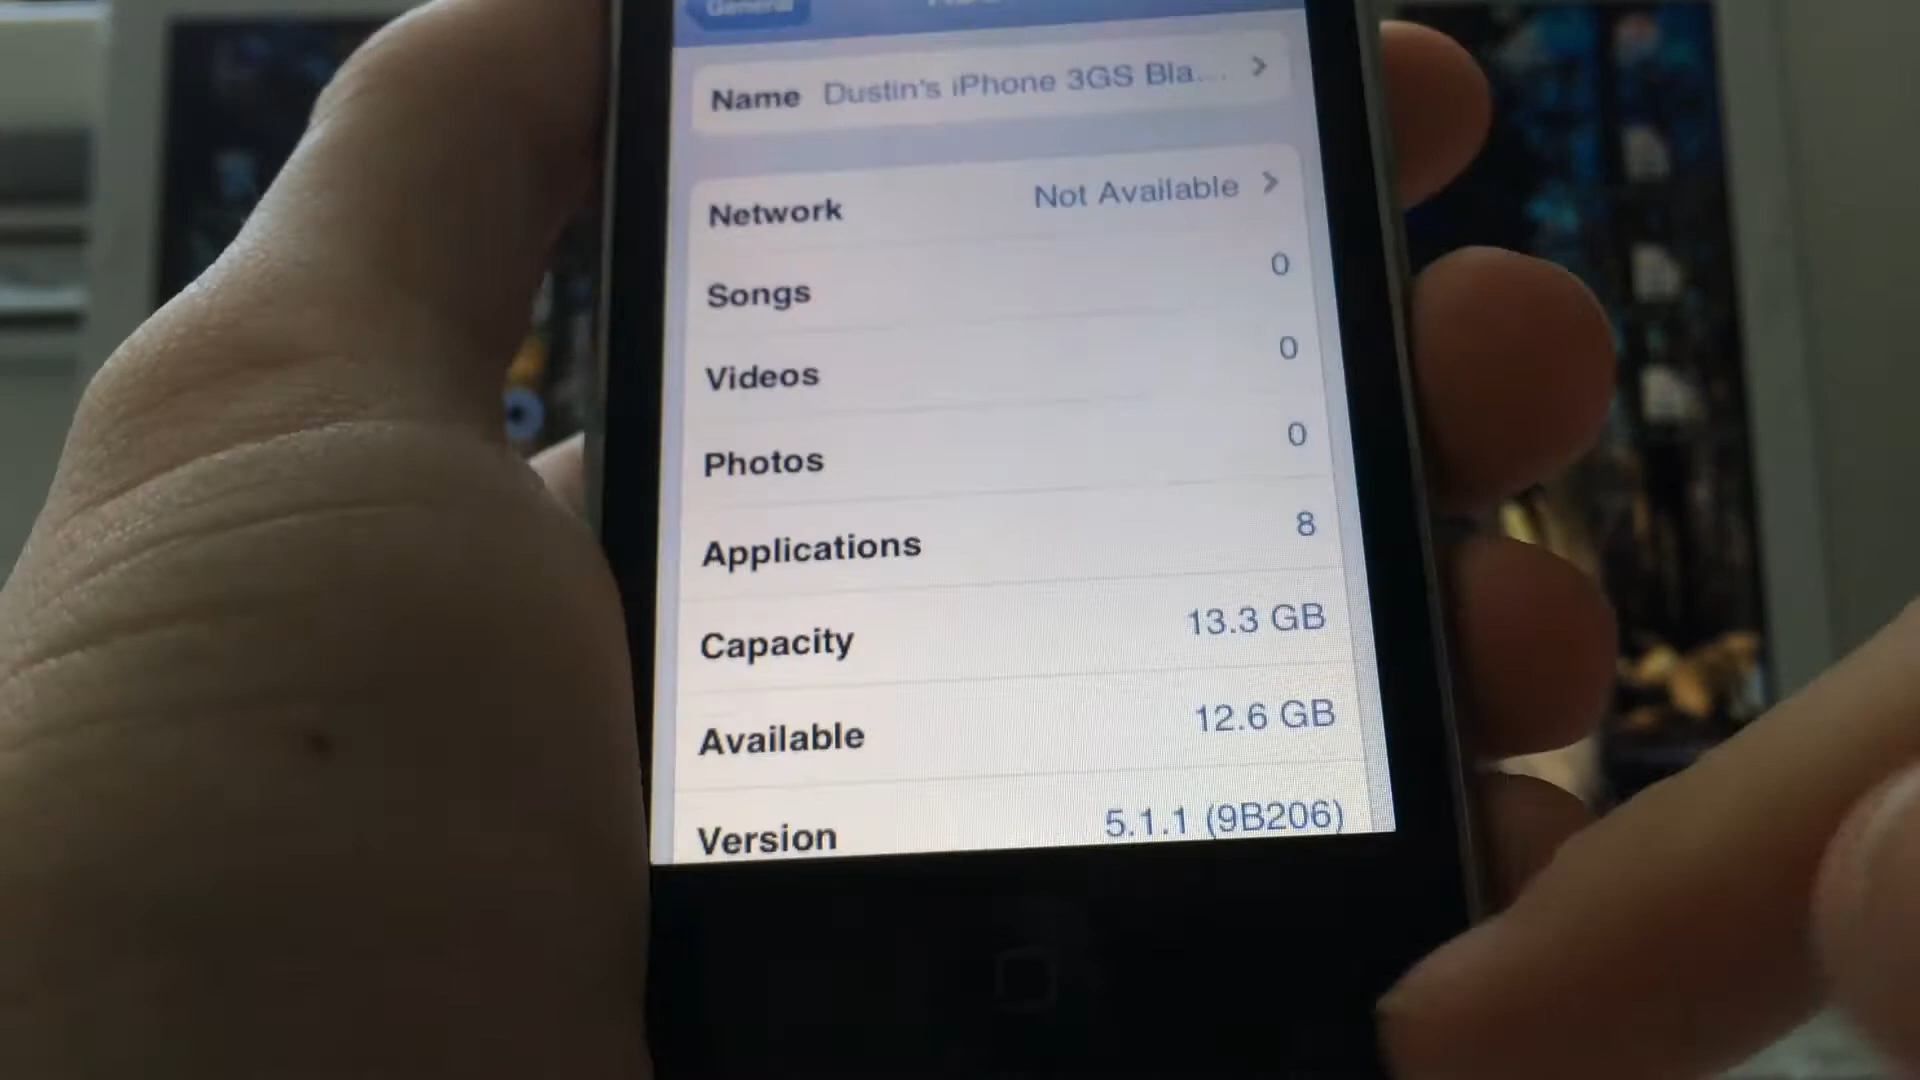 General
Name Dustin's iPhone 3GS Bla....
Network Not Available
Songs 0
Videos 0
Photos 0
Applications 8
Capacity 13.3 GB
Available 12.6 GB
Version 5.1.1 (9B206)